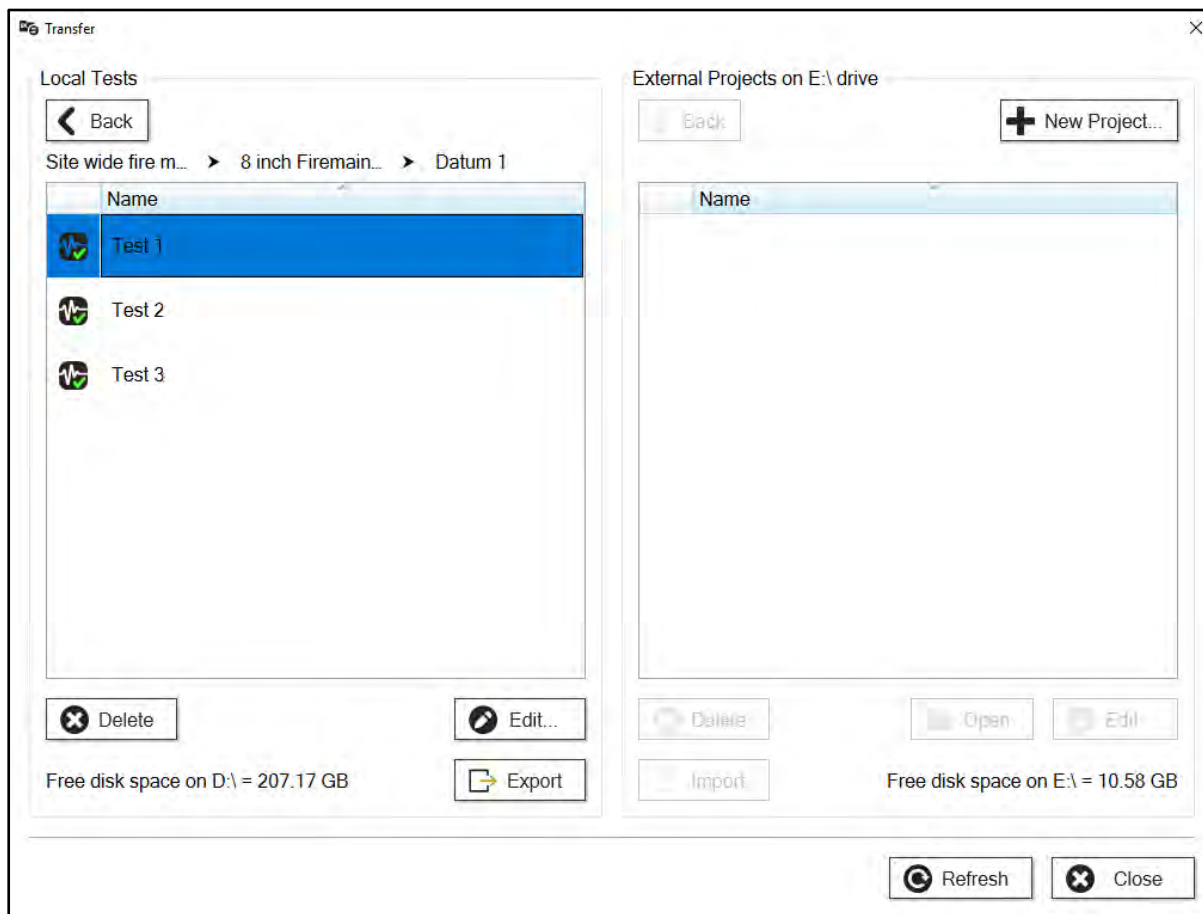 Transfer
Local Tests
Back
Site wide fire m... > 8 inch Firemain... > Datum 1
Name
Test 1
Test 2
Test 3
Delete
Edit...
Free disk space on D:\ = 207.17 GB
Export
External Projects on E:\ drive
Back
New Project...
Name
Delete
Open
Edit
Import
Free disk space on E:\ = 10.58 GB
Refresh
Close